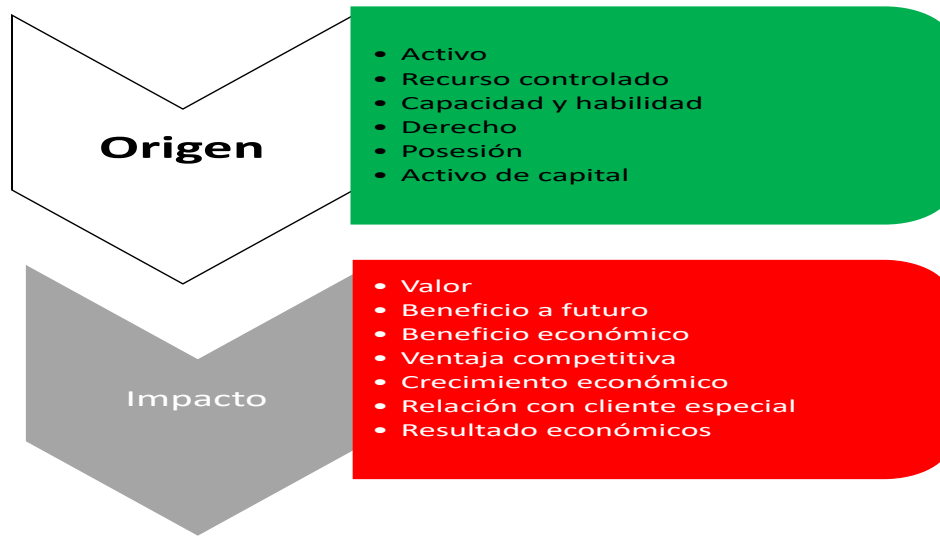 Origen
• Activo
• Recurso controlado
• Capacidad y habilidad
• Derecho
• Posesión
• Activo de capital
Impacto
• Valor
• Beneficio a futuro
• Beneficio económico
• Ventaja competitiva
• Crecimiento económico
• Relación con cliente especial
• Resultado económicos